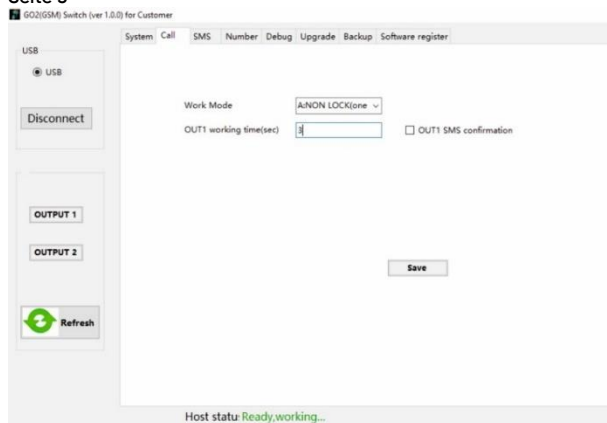 Seite 3
GO2(GSM) Switch (ver 1.0.0) for Customer
System Call SMS Number Debug Upgrade Backup Software register
USB
USB
Disconnect
Work Mode A:NON LOCK(one
OUT1 working time(sec) 3 OUT1 SMS confirmation
OUTPUT 1
OUTPUT 2
Save
Refresh
Host statu Ready,working...